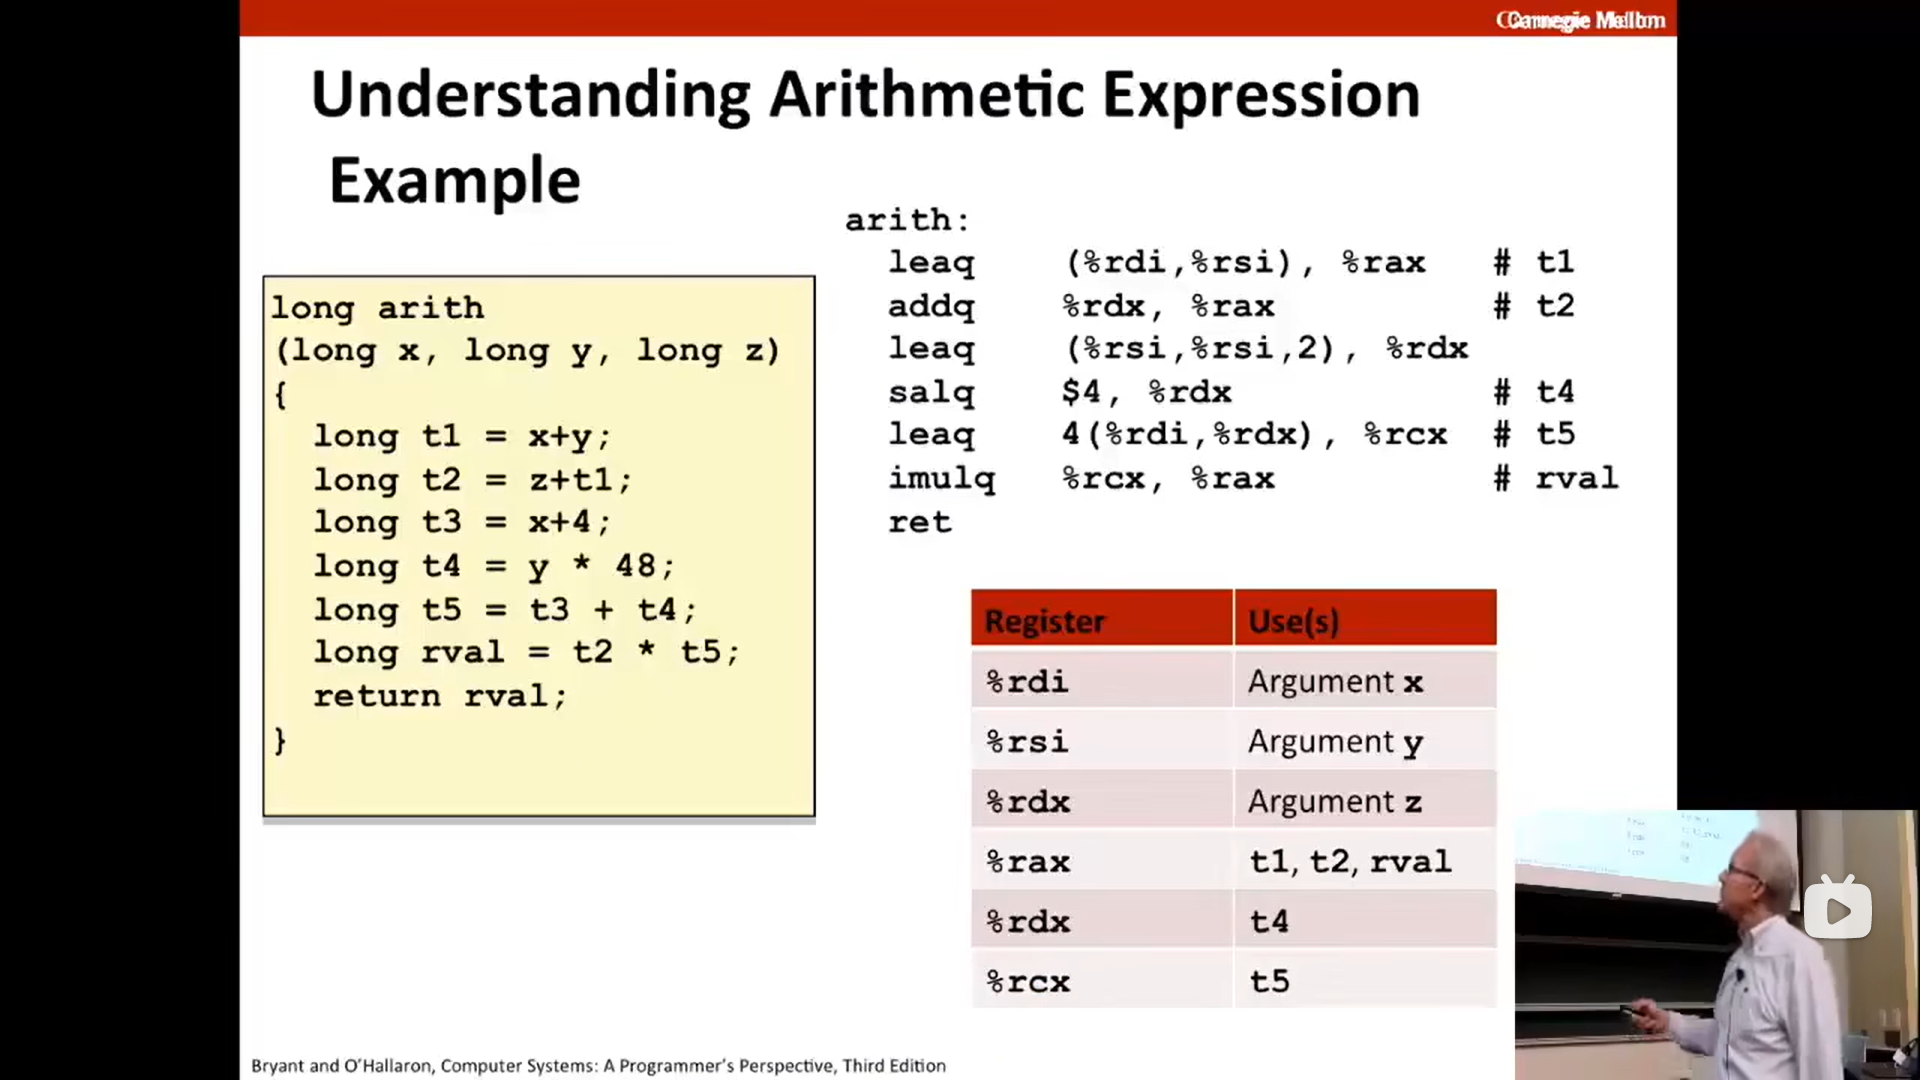 Carnegie Mellon
Understanding Arithmetic Expression
Example
arith:
leaq (%rdi,%rsi), %rax # t1
addq %rdx, %rax # t2
leaq (%rsi,%rsi,2), %rdx
salq $4, %rdx # t4
leaq 4(%rdi,%rdx), %rcx # t5
imulq %rcx, %rax # rval
ret
long arith
(long x, long y, long z)
{
long t1 = x+y;
long t2 = z+t1;
long t3 = x+4;
long t4 = y * 48;
long t5 = t3 + t4;
long rval = t2 * t5;
return rval;
}
Register Use(s)
%rdi Argument x
%rsi Argument y
%rdx Argument z
%rax t1, t2, rval
%rdx t4
%rcx t5
Bryant and O'Hallaron, Computer Systems: A Programmer's Perspective, Third Edition